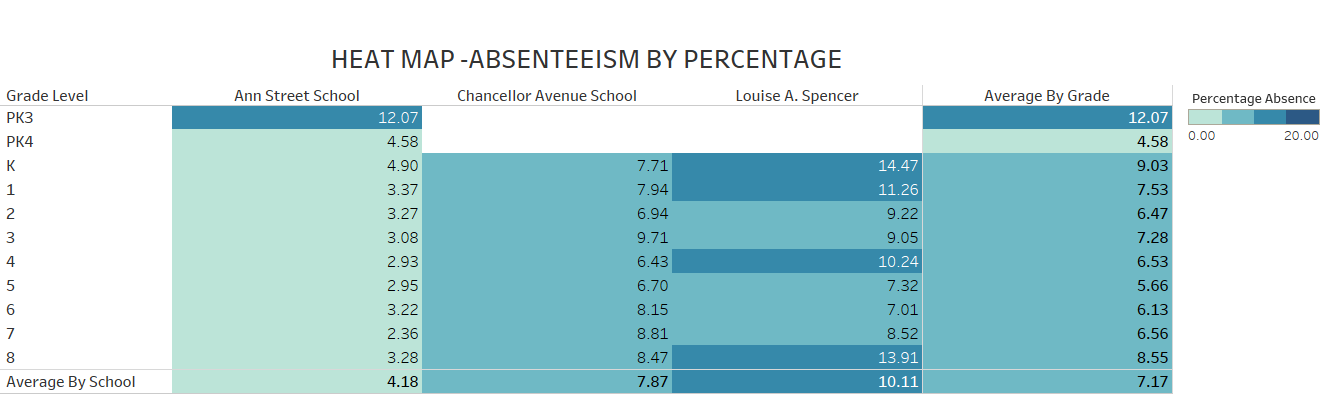 HEAT MAP -ABSENTEEISM BY PERCENTAGE
Grade Level Ann Street School Chancellor Avenue School Louise A. Spencer Average By Grade
PK3 12.07 12.07
PK4 4.58 4.58
K 4.90 7.71 14.47 9.03
1 3.37 7.94 11.26 7.53
2 3.27 6.94 9.22 6.47
3 3.08 9.71 9.05 7.28
4 2.93 6.43 10.24 6.53
5 2.95 6.70 7.32 5.66
6 3.22 8.15 7.01 6.13
7 2.36 8.81 8.52 6.56
8 3.28 8.47 13.91 8.55
Average By School 4.18 7.87 10.11 7.17
Percentage Absence
0.00 20.00